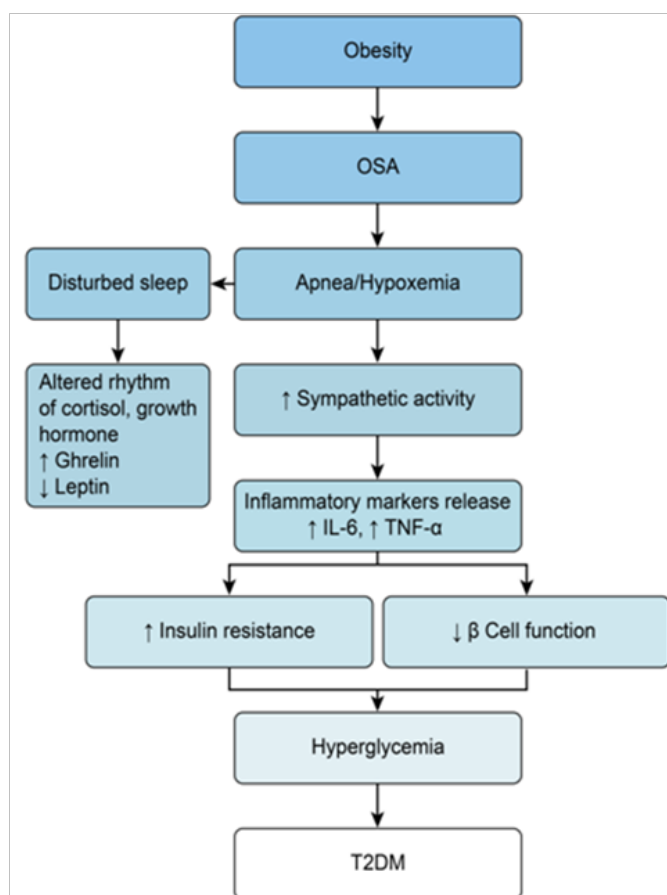 Obesity
OSA
Disturbed sleep
Apnea/Hypoxemia
Altered rhythm
of cortisol, growth
hormone
↑ Ghrelin
↓ Leptin
↑ Sympathetic activity
Inflammatory markers release
↑ IL-6, ↑ TNF-α
↑ Insulin resistance
↓ β Cell function
Hyperglycemia
T2DM